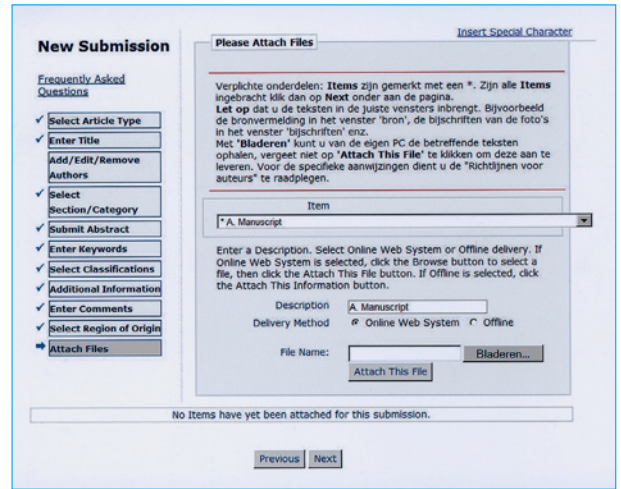 Insert Special Character
New Submission
Please Attach Files
Frequently Asked
Questions
Verplichte onderdelen: Items zijn gemerkt met een *. Zijn alle Items
ingebracht klik dan op Next onder aan de pagina.
Let op dat u de teksten in de juiste vensters inbrengt. Bijvoorbeeld
de bronvermelding in het venster 'bron', de bijschriften van de foto's
in het venster 'bijschriften' enz.
Met 'Bladeren' kunt u van de eigen PC de betreffende teksten
ophalen, vergeet niet op 'Attach This File' te klikken om deze aan te
leveren. Voor de specifieke aanwijzingen dient u de "Richtlijnen voor
auteurs" te raadplegen.
✓ Select Article Type
✓ Enter Title
Add/Edit/Remove
Authors
✓ Select
Section/Category
✓ Submit Abstract
✓ Enter Keywords
✓ Select Classifications
✓ Additional Information
✓ Enter Comments
✓ Select Region of Origin
Attach Files
Item
* A. Manuscript
Enter a Description. Select Online Web System or Offline delivery. If
Online Web System is selected, click the Browse button to select a
file, then click the Attach This File button. If Offline is selected, click
the Attach This Information button.
Description A. Manuscript
Delivery Method Online Web System Offline
File Name: Bladeren...
Attach This File
No Items have yet been attached for this submission.
Previous Next